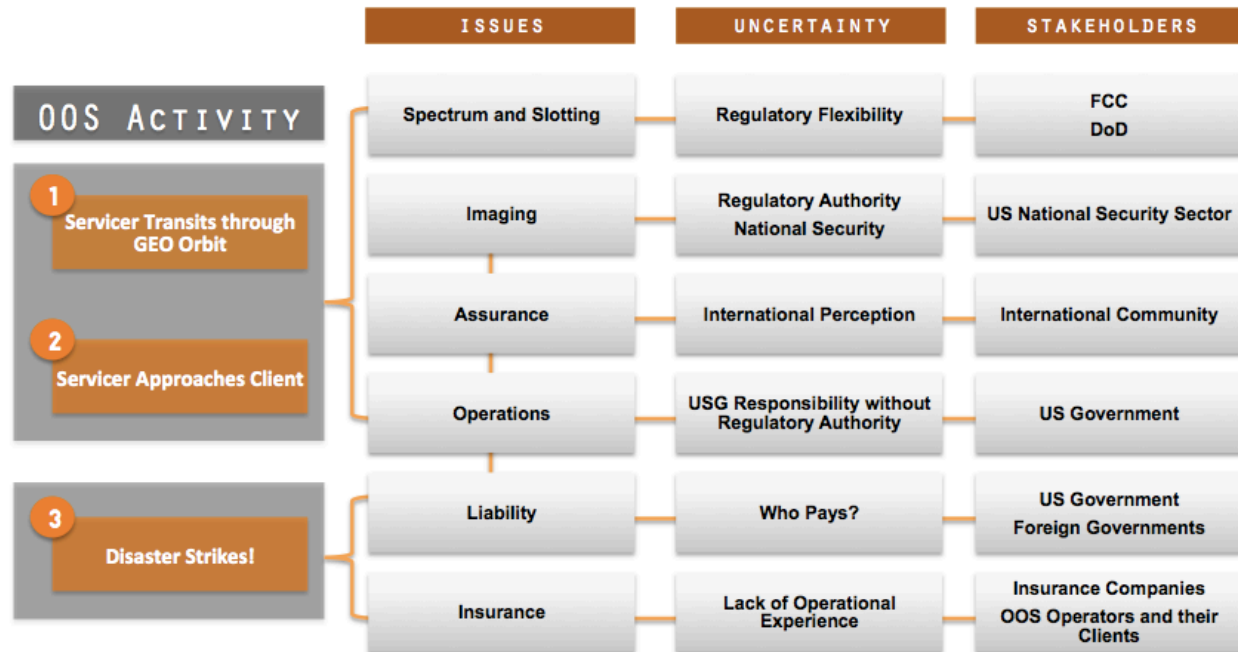 ISSUES
UNCERTAINTY
STAKEHOLDERS
OOS ACTIVITY
1
Servicer Transits through
GEO Orbit
2
Servicer Approaches Client
3
Disaster Strikes!
Spectrum and Slotting
Regulatory Flexibility
FCC
DoD
Imaging
Regulatory Authority
National Security
US National Security Sector
Assurance
International Perception
International Community
Operations
USG Responsibility without
Regulatory Authority
US Government
Liability
Who Pays?
US Government
Foreign Governments
Insurance
Lack of Operational
Experience
Insurance Companies
OOS Operators and their
Clients